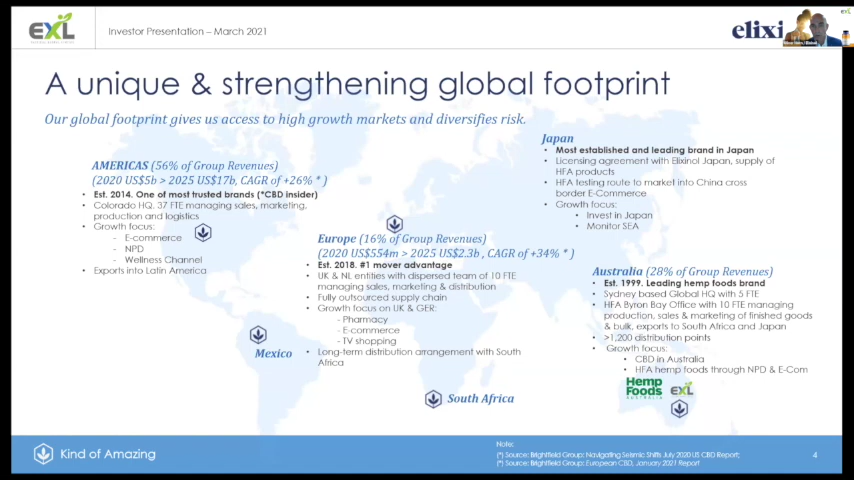 EXL
Investor Presentation – March 2021
elixi
A unique & strengthening global footprint
Our global footprint gives us access to high growth markets and diversifies risk.
AMERICAS (56% of Group Revenues)
(2020 US$5b > 2025 US$17b, CAGR of +26% * )
• Est. 2014. One of most trusted brands (*CBD insider)
• Colorado HQ. 37 FTE managing sales, marketing,
production and logistics
• Growth focus:
- E-commerce
- NPD
- Wellness Channel
• Exports into Latin America
Mexico
Europe (16% of Group Revenues)
(2020 US$554m > 2025 US$2.3b , CAGR of +34% * )
• Est. 2018. #1 mover advantage
• UK & NL entities with dispersed team of 10 FTE
managing sales, marketing & distribution
• Fully outsourced supply chain
• Growth focus on UK & GER:
- Pharmacy
- E-commerce
- TV shopping
• Long-term distribution arrangement with South
Africa
South Africa
Japan
• Most established and leading brand in Japan
• Licensing agreement with Elixinol Japan, supply of
HFA products
• HFA testing route to market into China cross
border E-Commerce
• Growth focus:
• Invest in Japan
• Monitor SEA
Australia (28% of Group Revenues)
• Est. 1999. Leading hemp foods brand
• Sydney based Global HQ with 5 FTE
• HFA Byron Bay Office with 10 FTE managing
production, sales & marketing of finished goods
& bulk, exports to South Africa and Japan
• >1,200 distribution points
• Growth focus:
• CBD in Australia
• HFA hemp foods through NPD & E-Com
Hemp
Foods
AUSTRALIA
EXL
Kind of Amazing
Note:
(*) Source: Brightfield Group: Navigating Seismic Shifts July 2020 US CBD Report;
(*) Source: Brightfield Group: European CBD, January 2021 Report
4